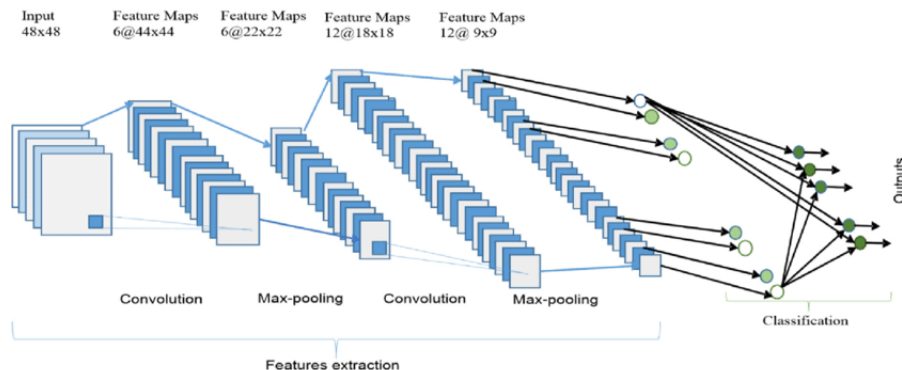 Input
48x48
Feature Maps
6@44x44
Feature Maps
6@22x22
Feature Maps
12@18x18
Feature Maps
12@ 9x9
Outputs
Convolution
Max-pooling
Convolution
Max-pooling
Classification
Features extraction